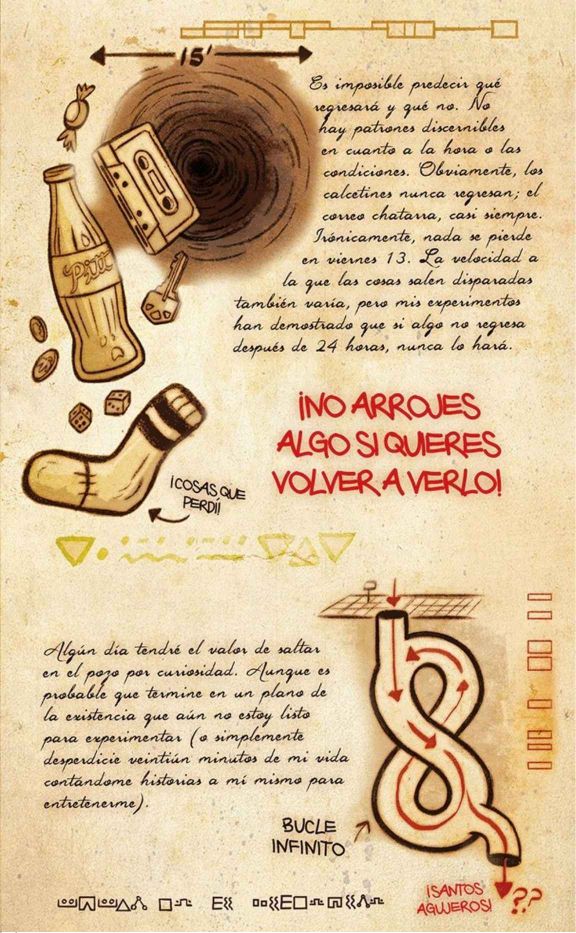 15'
Es imposible predecir qué
regresará y qué no. No
hay patrones discernibles
en cuanto a la hora o las
condiciones. Obviamente, los
calcetines nunca regresan; el
correo chatarra, casi siempre.
Irónicamente, nada se pierde
en viernes 13. La velocidad a
la que las cosas salen disparadas
también varía, pero mis experimentos
han demostrado que si algo no regresa
después de 24 horas, nunca lo hará.
Pitt
¡NO ARROJES
ALGO SI QUIERES
VOLVER A VERLO!
¡COSAS QUE
PERDÍ!
Algún día tendré el valor de saltar
en el pozo por curiosidad. Aunque es
probable que termine en un plano de
la existencia que aún no estoy listo
para experimentar (o simplemente
desperdicie veintiún minutos de mi vida
contándome historias a mí mismo para
entretenerme).
BUCLE
INFINITO
¡SANTOS
AGUJEROS!
??